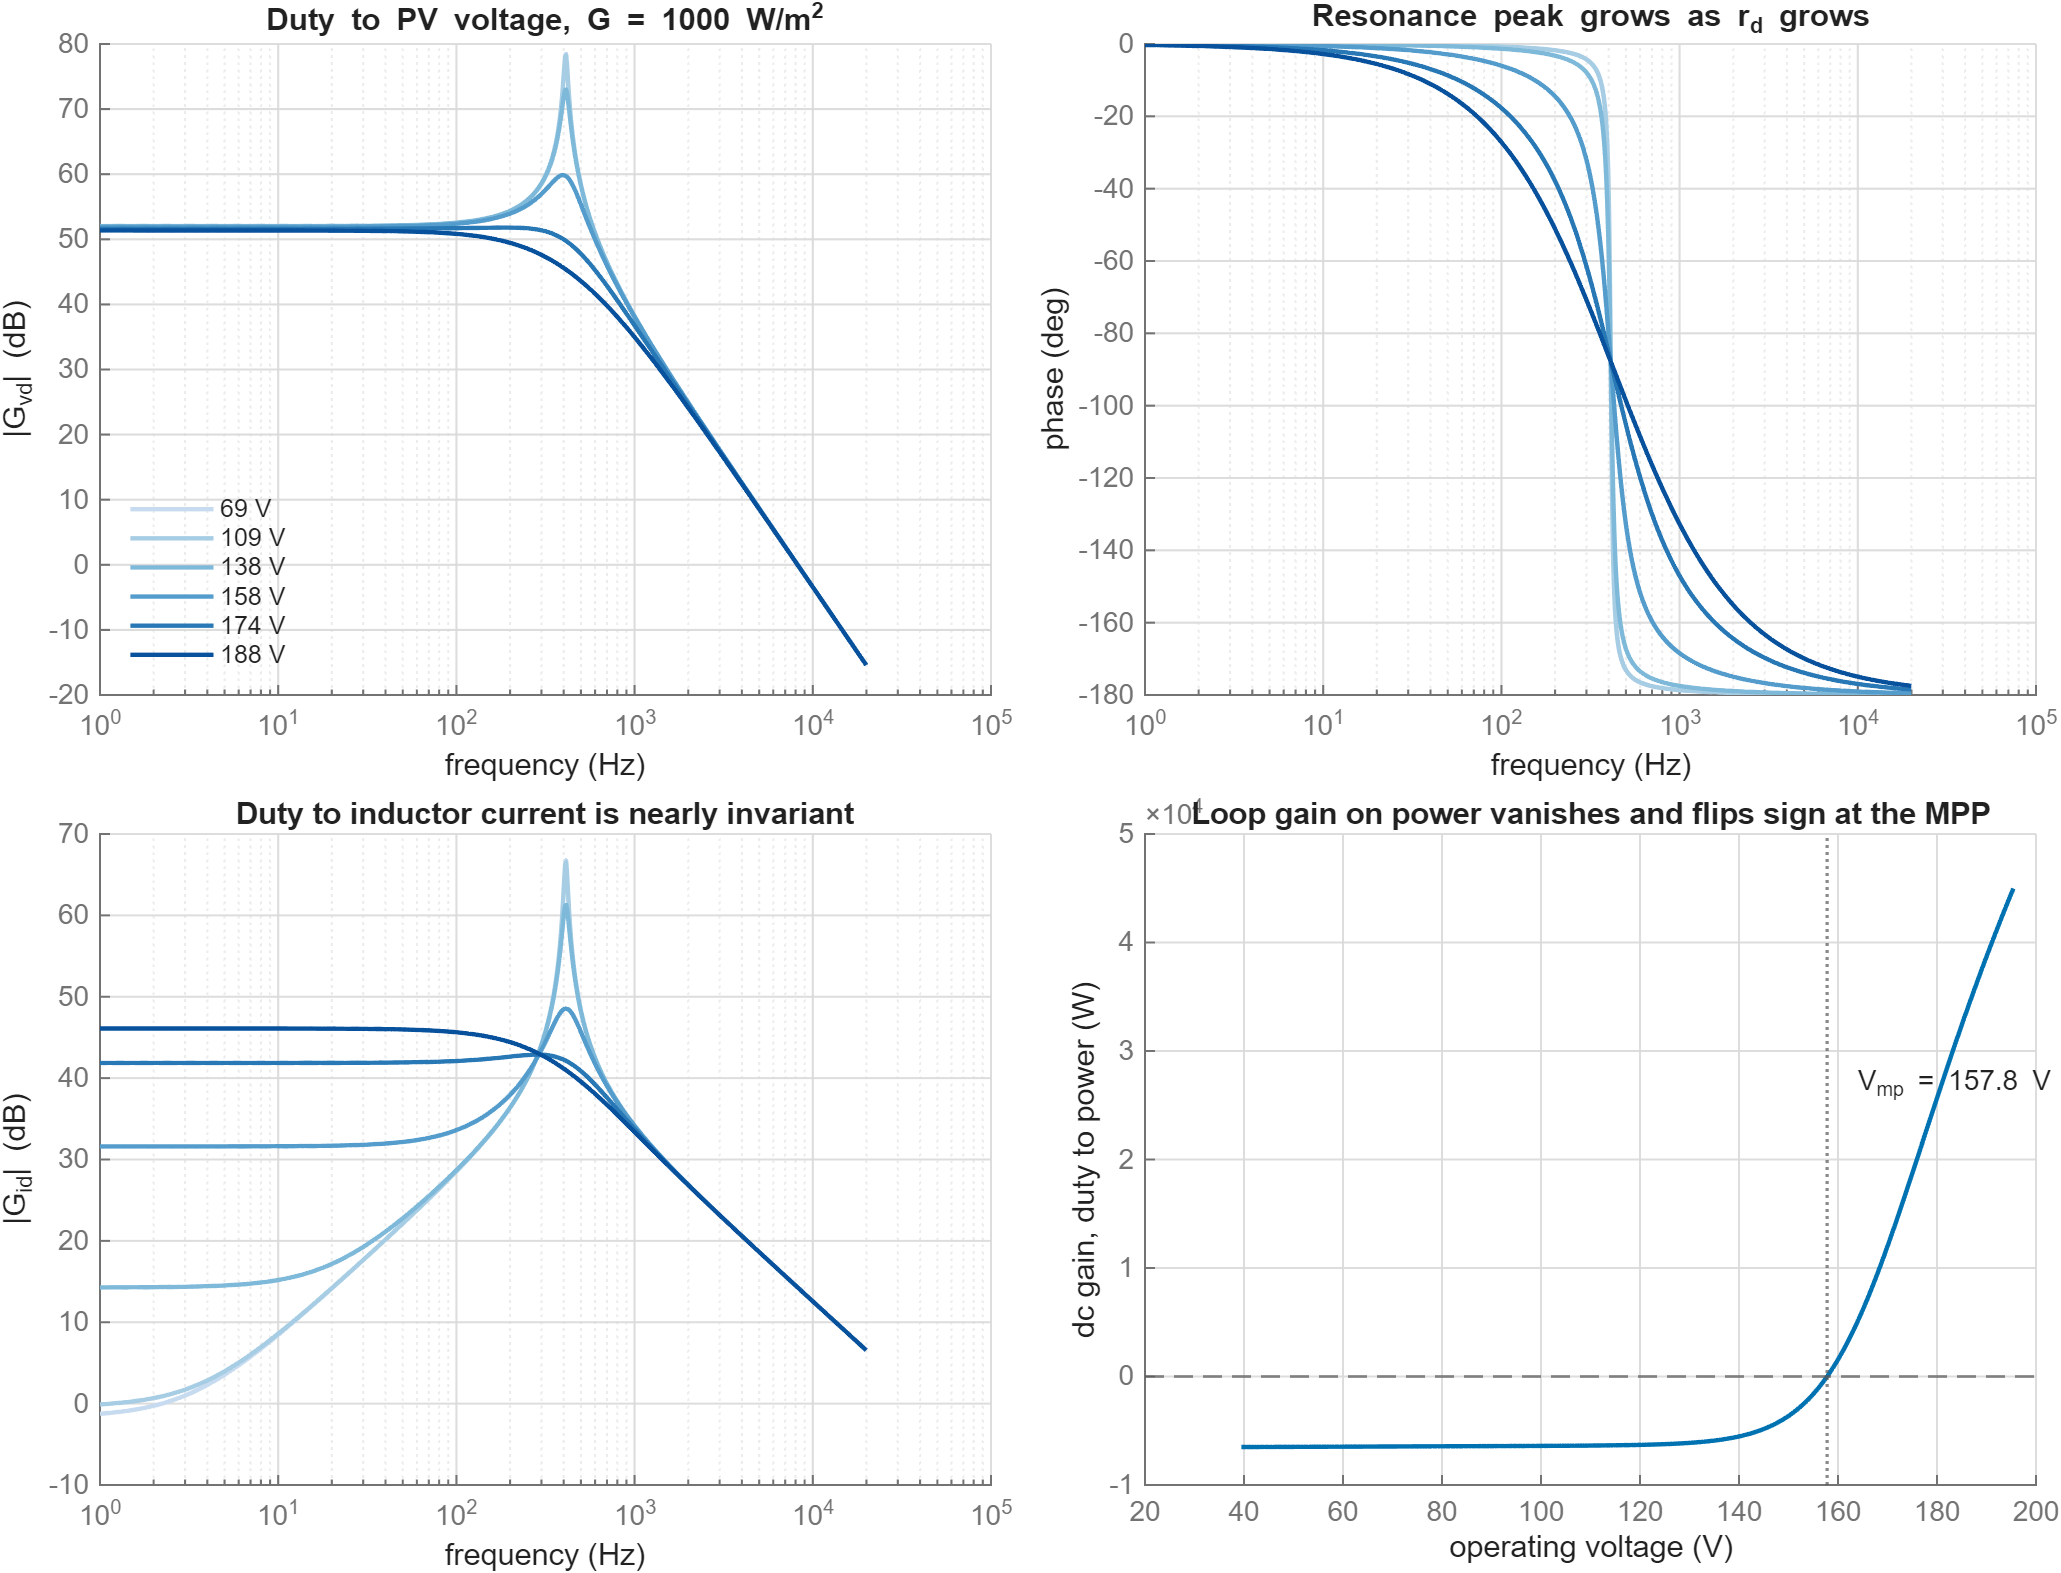 Duty to PV voltage, G = 1000 W/m²
80
70
60
50
40
30
20
10
0
-10
-20
|G_vd| (dB)
69 V
109 V
138 V
158 V
174 V
188 V
10⁰ 10¹ 10² 10³ 10⁴ 10⁵
frequency (Hz)
Resonance peak grows as r_d grows
0
-20
-40
-60
-80
-100
-120
-140
-160
-180
phase (deg)
10⁰ 10¹ 10² 10³ 10⁴ 10⁵
frequency (Hz)
Duty to inductor current is nearly invariant
70
60
50
40
30
20
10
0
-10
|G_id| (dB)
10⁰ 10¹ 10² 10³ 10⁴ 10⁵
frequency (Hz)
×10⁴
Loop gain on power vanishes and flips sign at the MPP
5
4
3
2
1
0
-1
dc gain, duty to power (W)
V_mp = 157.8 V
20 40 60 80 100 120 140 160 180 200
operating voltage (V)